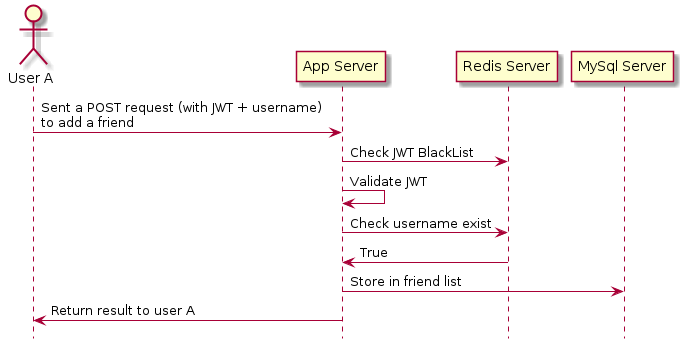 User A
App Server
Redis Server
MySql Server
Sent a POST request (with JWT + username)
to add a friend
Check JWT BlackList
Validate JWT
Check username exist
True
Store in friend list
Return result to user A